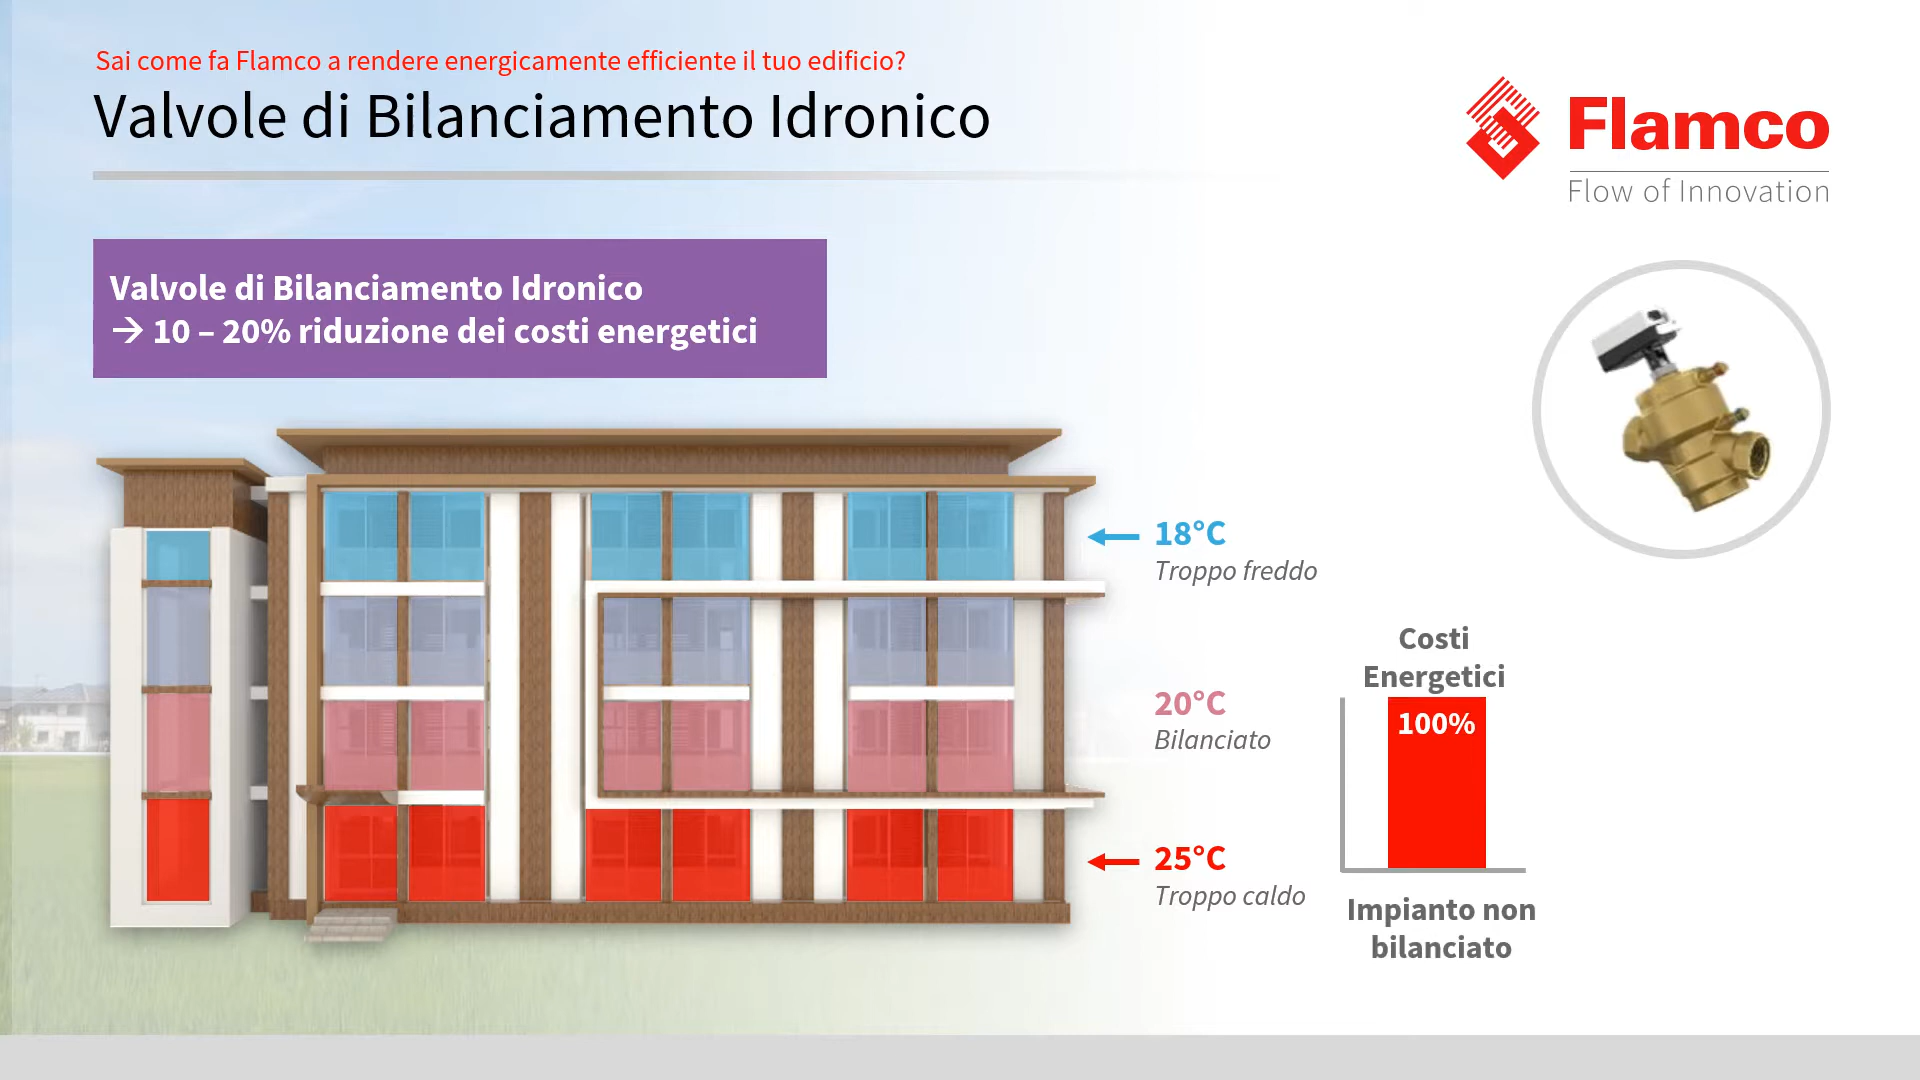 Sai come fa Flamco a rendere energicamente efficiente il tuo edificio?
Valvole di Bilanciamento Idronico
Flamco
Flow of Innovation
Valvole di Bilanciamento Idronico
→ 10 – 20% riduzione dei costi energetici
18°C
Troppo freddo
20°C
Bilanciato
25°C
Troppo caldo
Costi
Energetici
100%
Impianto non
bilanciato